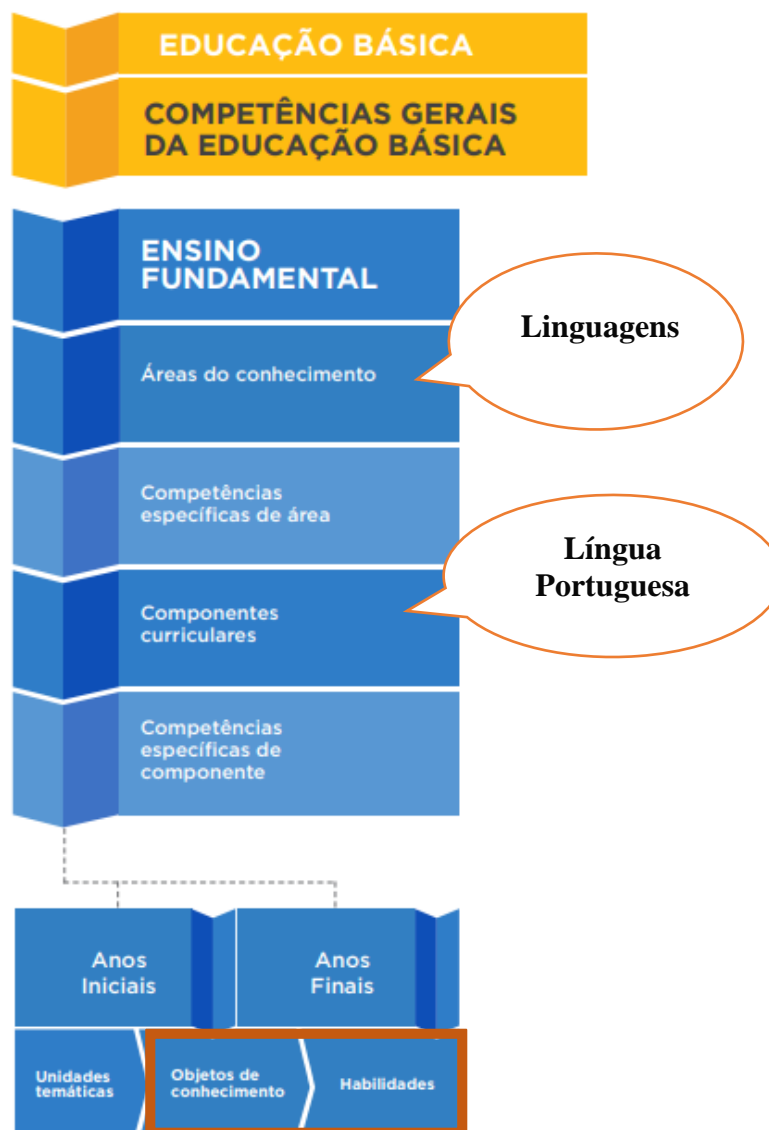 EDUCAÇÃO BÁSICA
COMPETÊNCIAS GERAIS
DA EDUCAÇÃO BÁSICA
ENSINO
FUNDAMENTAL
Linguagens
Áreas do conhecimento
Competências
específicas de área
Língua
Portuguesa
Componentes
curriculares
Competências
específicas de
componente
Anos
Iniciais
Anos
Finais
Unidades
temáticas
Objetos de
conhecimento
Habilidades